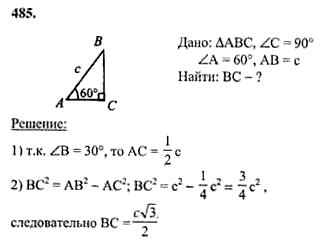 485.
B
c
60°
A
C
Дано: ΔABC, ∠C = 90°
∠A = 60°, AB = c
Найти: BC – ?
Решение:
1) т.к. ∠B = 30°, то AC = 1/2 c
2) BC² = AB² – AC²; BC² = c² – 1/4 c² = 3/4 c² ,
следовательно BC = c√3/2